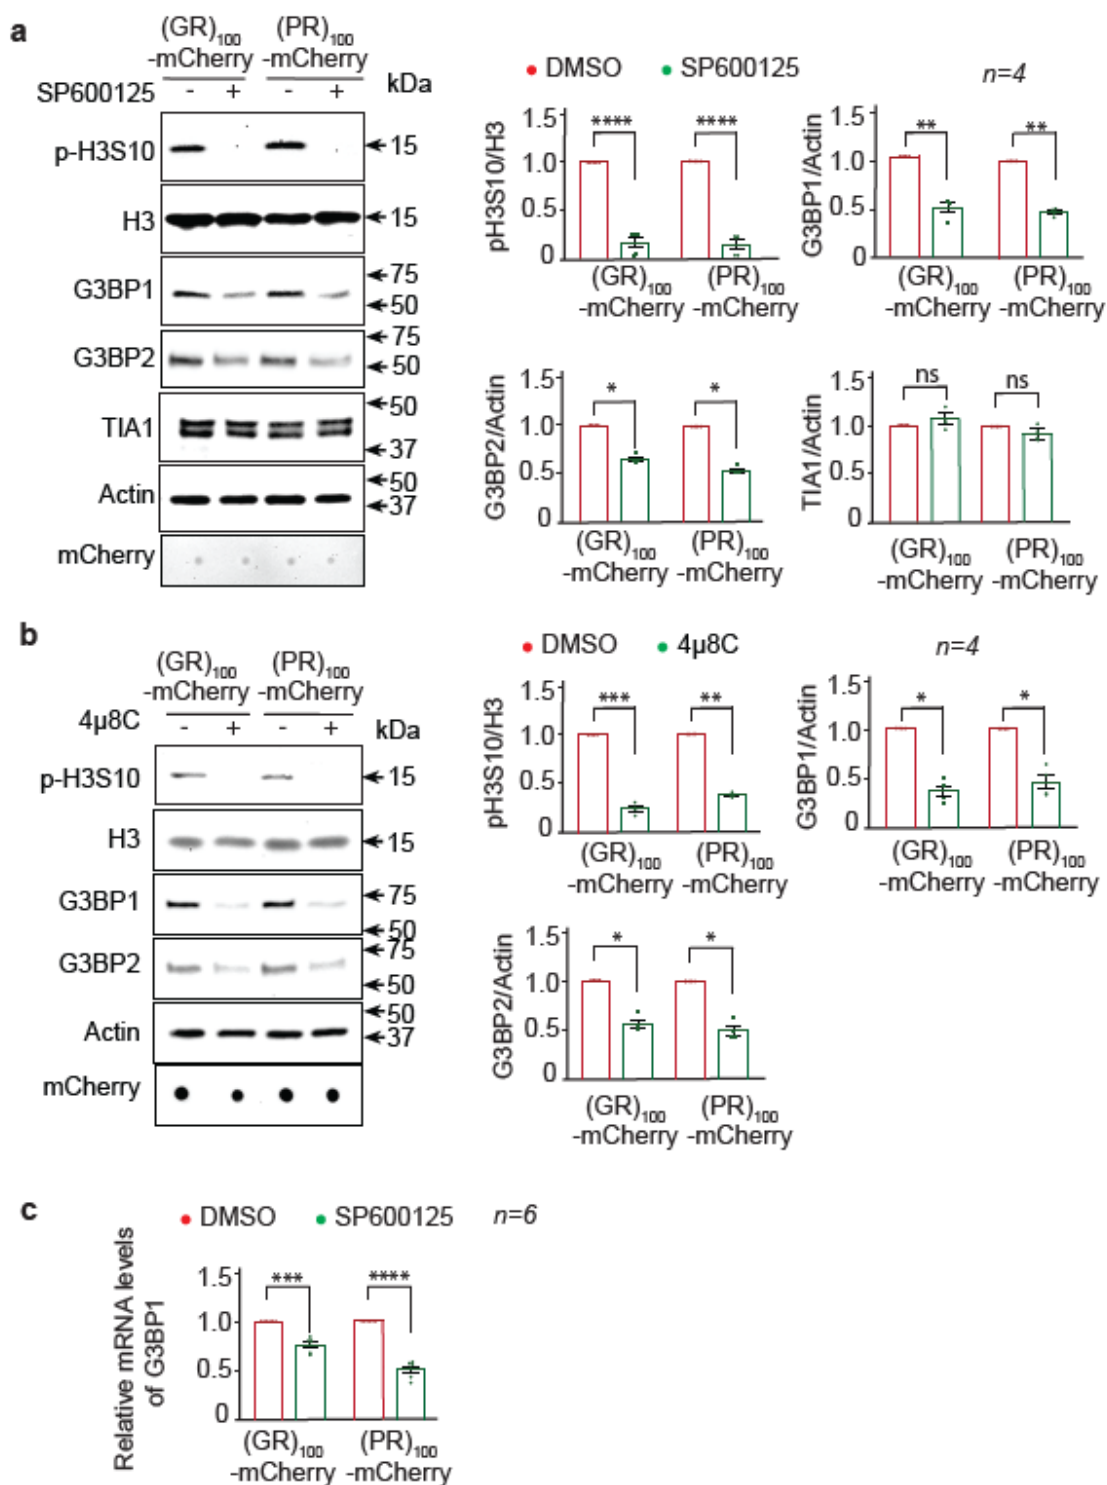 a
(GR)100 (PR)100
-mCherry -mCherry
SP600125 - + - + kDa
p-H3S10 15
H3 15
G3BP1 75
50
G3BP2 75
50
TIA1 50
37
Actin 50
37
mCherry
DMSO SP600125 n=4
pH3S10/H3
1.5
1.0
0.5
0
**** ****
(GR)100 (PR)100
-mCherry -mCherry
G3BP1/Actin
1.5
1.0
0.5
0
** **
(GR)100 (PR)100
-mCherry -mCherry
G3BP2/Actin
1.5
1.0
0.5
0
* *
(GR)100 (PR)100
-mCherry -mCherry
TIA1/Actin
1.5
1.0
0.5
0
ns ns
(GR)100 (PR)100
-mCherry -mCherry
b
(GR)100 (PR)100
-mCherry -mCherry
4μ8C - + - + kDa
p-H3S10 15
H3 15
G3BP1 75
50
G3BP2 75
50
Actin 50
37
mCherry
DMSO 4μ8C n=4
pH3S10/H3
1.5
1.0
0.5
0
*** **
(GR)100 (PR)100
-mCherry -mCherry
G3BP1/Actin
1.5
1.0
0.5
0
* *
(GR)100 (PR)100
-mCherry -mCherry
G3BP2/Actin
1.5
1.0
0.5
0
* *
(GR)100 (PR)100
-mCherry -mCherry
c
DMSO SP600125 n=6
Relative mRNA levels
of G3BP1
1.5
1.0
0.5
0
*** ****
(GR)100 (PR)100
-mCherry -mCherry